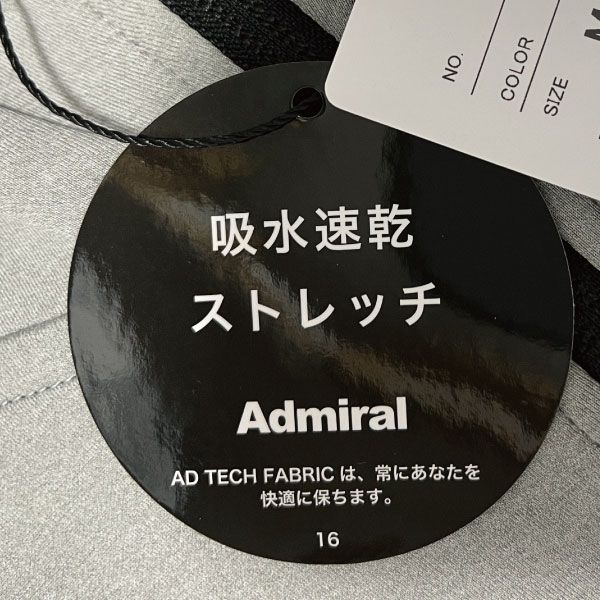 NO.
COLOR
SIZE
吸水速乾
ストレッチ
Admiral
AD TECH FABRIC は、常にあなたを
快適に保ちます。
16